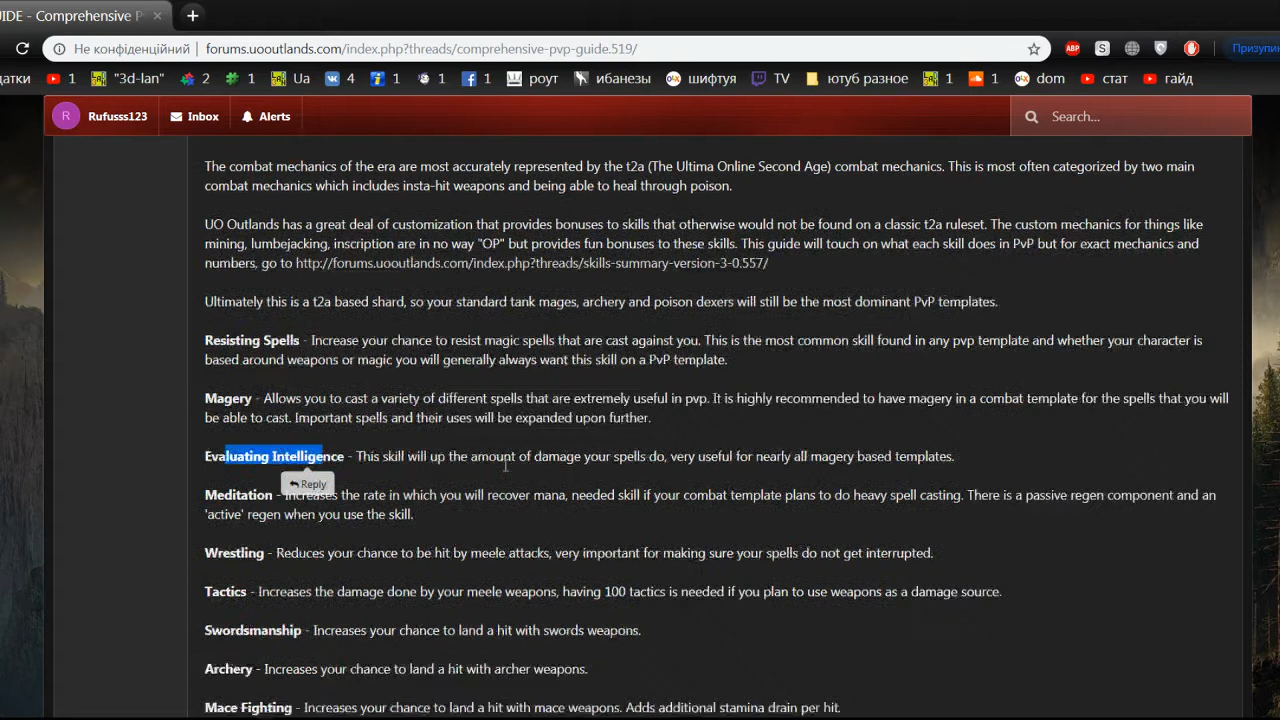 IDE - Comprehensive P
Не конфіденційний
forums.uooutlands.com/index.php?threads/comprehensive-pvp-guide.519/
датки 1 "3d-lan" 2 1 Ua 4 1 1 1 роут ибанезы шифтуя TV ютуб разное 1 1 dom стат гайд
ABP
S
Призупин
R Rufusss123 Inbox Alerts Search...
The combat mechanics of the era are most accurately represented by the t2a (The Ultima Online Second Age) combat mechanics. This is most often categorized by two main
combat mechanics which includes insta-hit weapons and being able to heal through poison.
UO Outlands has a great deal of customization that provides bonuses to skills that otherwise would not be found on a classic t2a ruleset. The custom mechanics for things like
mining, lumbejacking, inscription are in no way "OP" but provides fun bonuses to these skills. This guide will touch on what each skill does in PvP but for exact mechanics and
numbers, go to http://forums.uooutlands.com/index.php?threads/skills-summary-version-3-0.557/
Ultimately this is a t2a based shard, so your standard tank mages, archery and poison dexers will still be the most dominant PvP templates.
Resisting Spells - Increase your chance to resist magic spells that are cast against you. This is the most common skill found in any pvp template and whether your character is
based around weapons or magic you will generally always want this skill on a PvP template.
Magery - Allows you to cast a variety of different spells that are extremely useful in pvp. It is highly recommended to have magery in a combat template for the spells that you will
be able to cast. Important spells and their uses will be expanded upon further.
Evaluating Intelligence - This skill will up the amount of damage your spells do, very useful for nearly all magery based templates.
Reply
Meditation - Increases the rate in which you will recover mana, needed skill if your combat template plans to do heavy spell casting. There is a passive regen component and an
'active' regen when you use the skill.
Wrestling - Reduces your chance to be hit by meele attacks, very important for making sure your spells do not get interrupted.
Tactics - Increases the damage done by your meele weapons, having 100 tactics is needed if you plan to use weapons as a damage source.
Swordsmanship - Increases your chance to land a hit with swords weapons.
Archery - Increases your chance to land a hit with archer weapons.
Mace Fighting - Increases your chance to land a hit with mace weapons. Adds additional stamina drain per hit.